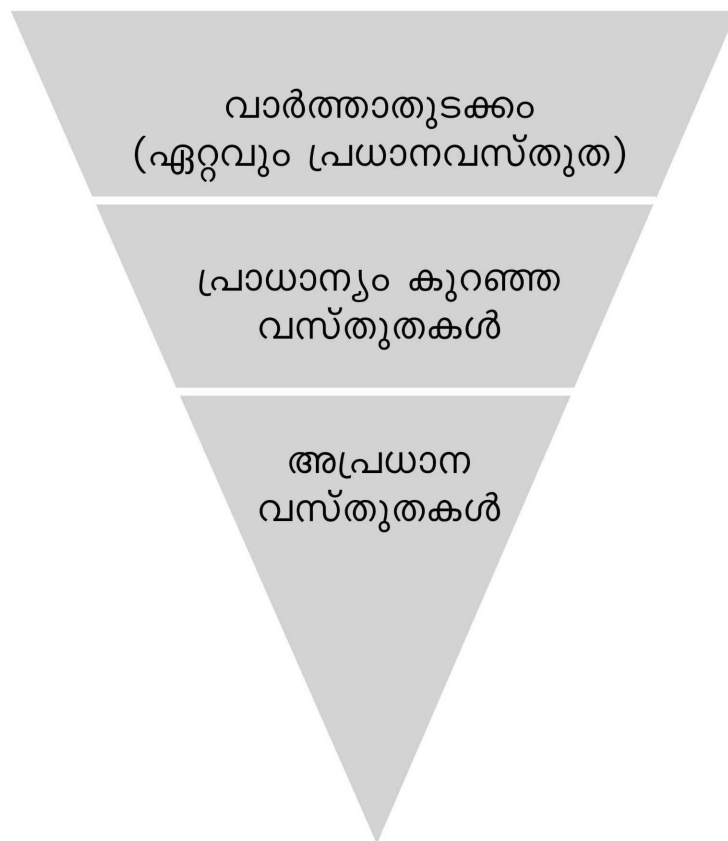 വാർത്താതുടക്കം
(ഏറ്റവും പ്രധാനവസ്തുത)
പ്രാധാന്യം കുറഞ്ഞ
വസ്തുതകൾ
അപ്രധാന
വസ്തുതകൾ